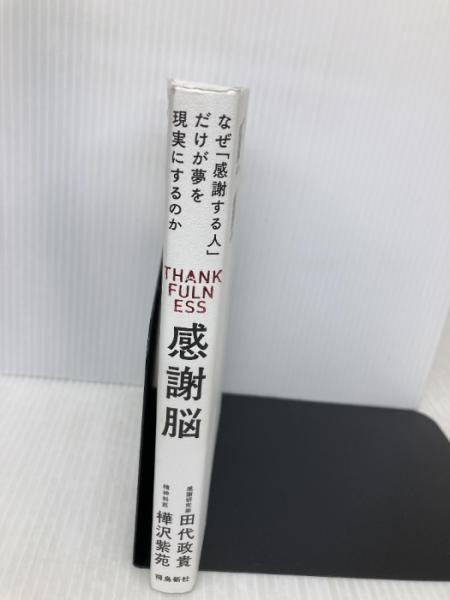 なぜ「感謝する人」
だけが夢を
現実にするのか
THANK
FULN
ESS
感謝脳
感謝研究家 田代政貴
精神科医 樺沢紫苑
飛鳥新社